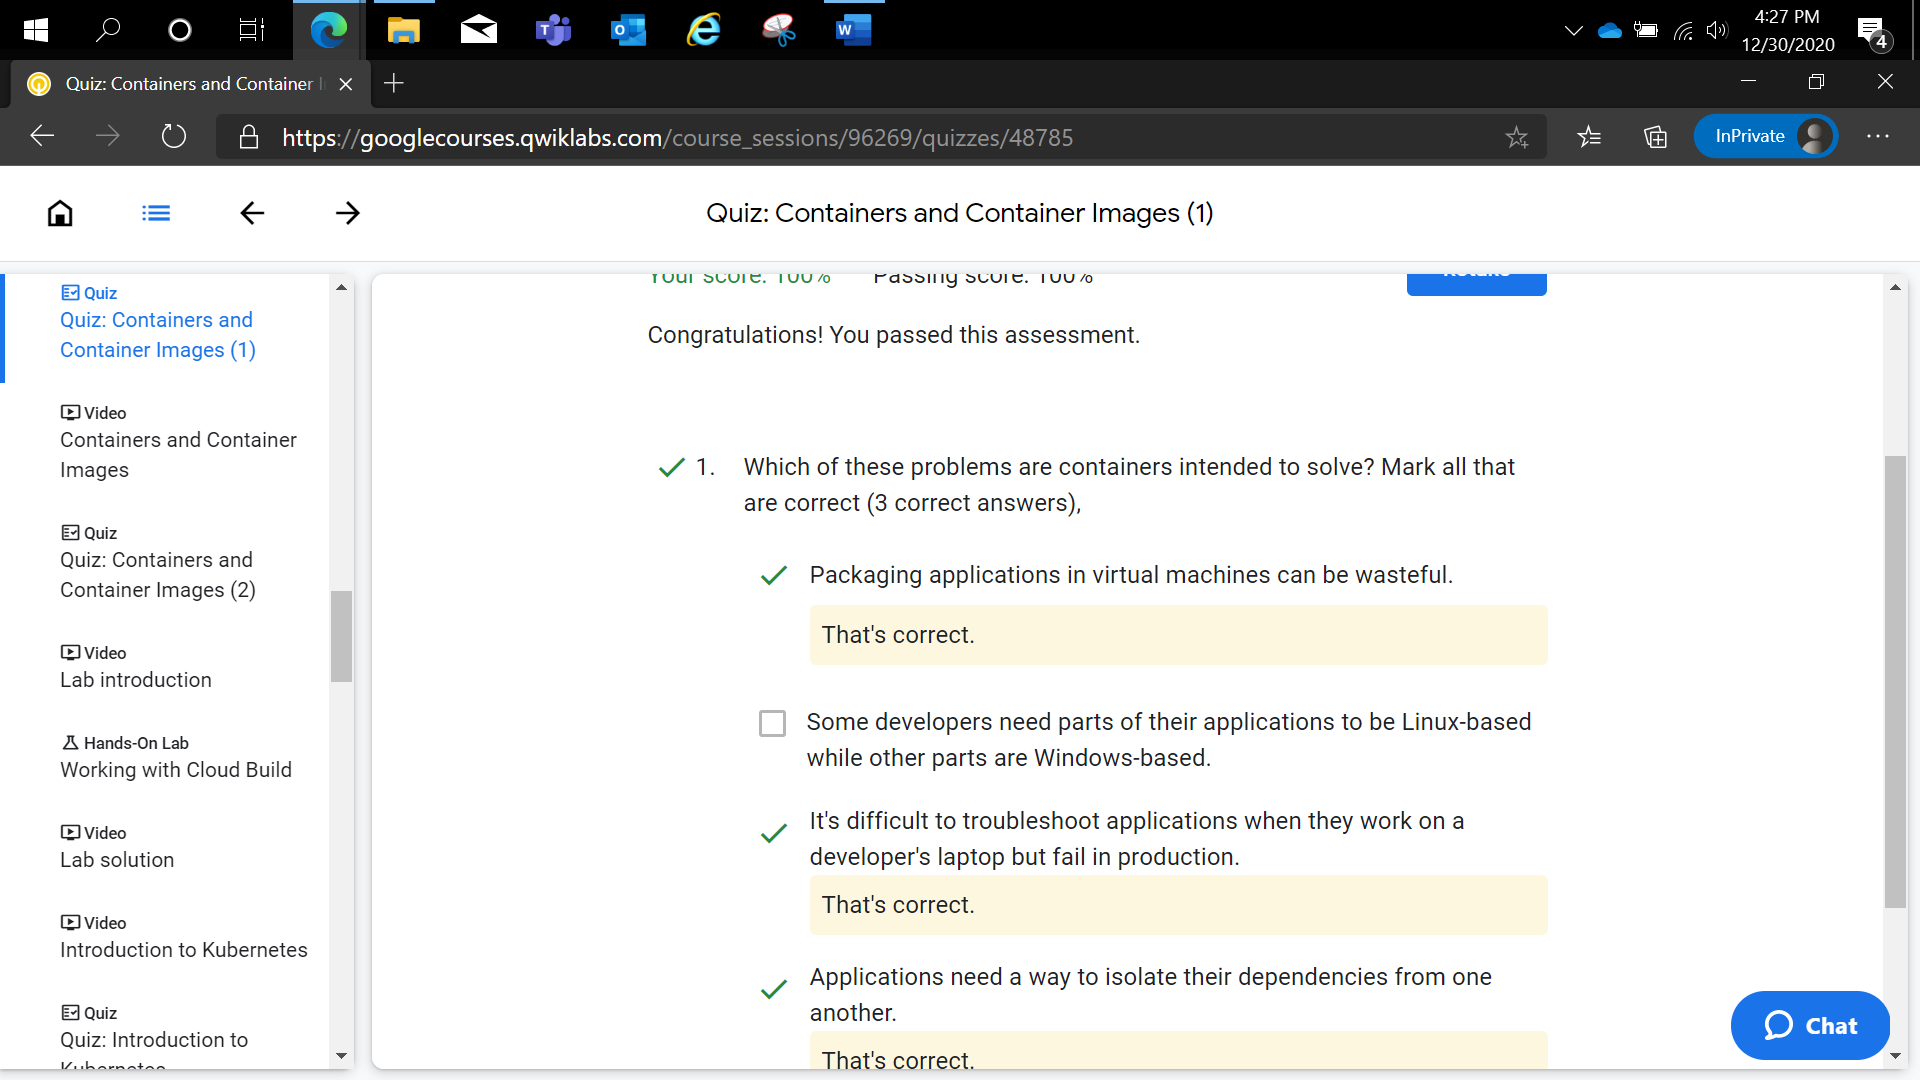 4:27 PM
12/30/2020
4
Quiz: Containers and Container I
https://googlecourses.qwiklabs.com/course_sessions/96269/quizzes/48785
InPrivate
Quiz: Containers and Container Images (1)
Quiz
Quiz: Containers and
Container Images (1)
Video
Containers and Container
Images
Quiz
Quiz: Containers and
Container Images (2)
Video
Lab introduction
Hands-On Lab
Working with Cloud Build
Video
Lab solution
Video
Introduction to Kubernetes
Quiz
Quiz: Introduction to
Kubernetes
Your score: 100% Passing score: 100%
Congratulations! You passed this assessment.
1. Which of these problems are containers intended to solve? Mark all that
are correct (3 correct answers),
Packaging applications in virtual machines can be wasteful.
That's correct.
Some developers need parts of their applications to be Linux-based
while other parts are Windows-based.
It's difficult to troubleshoot applications when they work on a
developer's laptop but fail in production.
That's correct.
Applications need a way to isolate their dependencies from one
another.
That's correct.
Chat